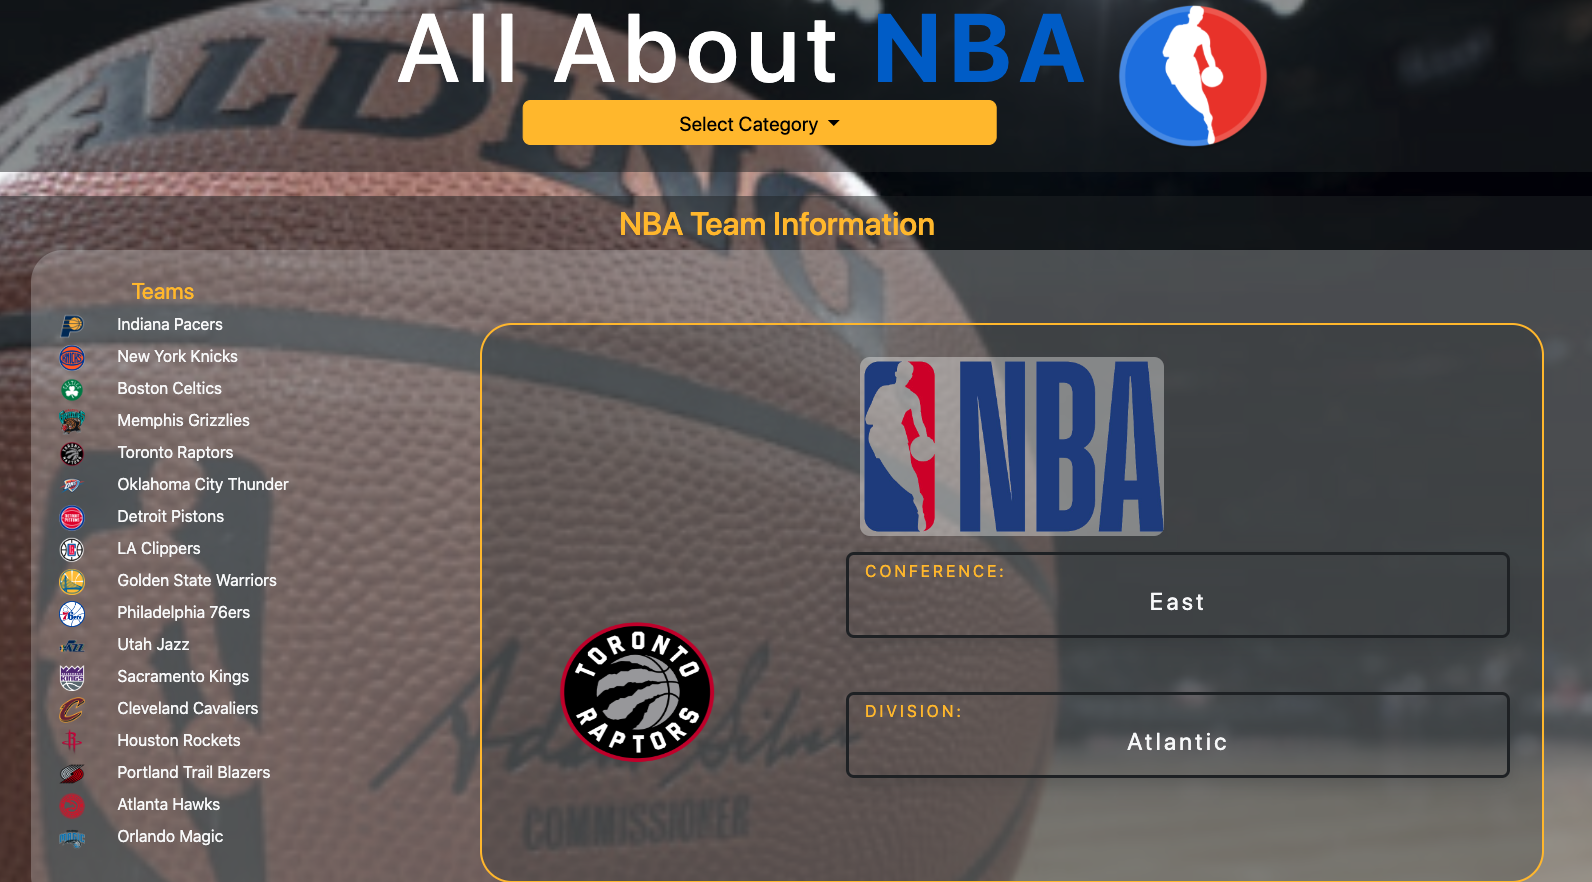 All About NBA
Select Category
NBA Team Information
Teams
Indiana Pacers
New York Knicks
Boston Celtics
Memphis Grizzlies
Toronto Raptors
Oklahoma City Thunder
Detroit Pistons
LA Clippers
Golden State Warriors
Philadelphia 76ers
Utah Jazz
Sacramento Kings
Cleveland Cavaliers
Houston Rockets
Portland Trail Blazers
Atlanta Hawks
Orlando Magic
NBA
CONFERENCE:
East
DIVISION:
Atlantic
TORONTO
RAPTORS
ALDING
COMMISSIONER